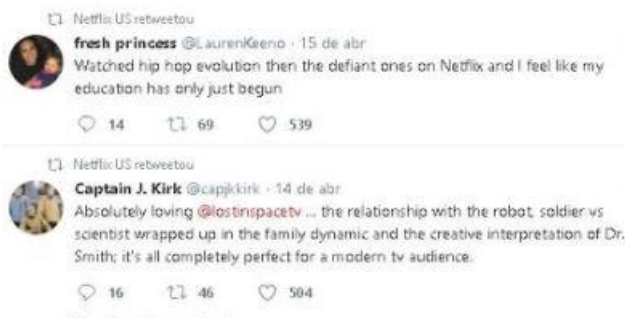 Netflix US retweetou
fresh princess @LaurenKeeno · 15 de abr
Watched hip hop evolution then the defiant ones on Netflix and I feel like my
education has only just begun
14 69 539
Netflix US retweetou
Captain J. Kirk @capjkkirk · 14 de abr
Absolutely loving @lostinspacetv ... the relationship with the robot, soldier vs
scientist wrapped up in the family dynamic and the creative interpretation of Dr.
Smith; it's all completely perfect for a modern tv audience.
16 46 504